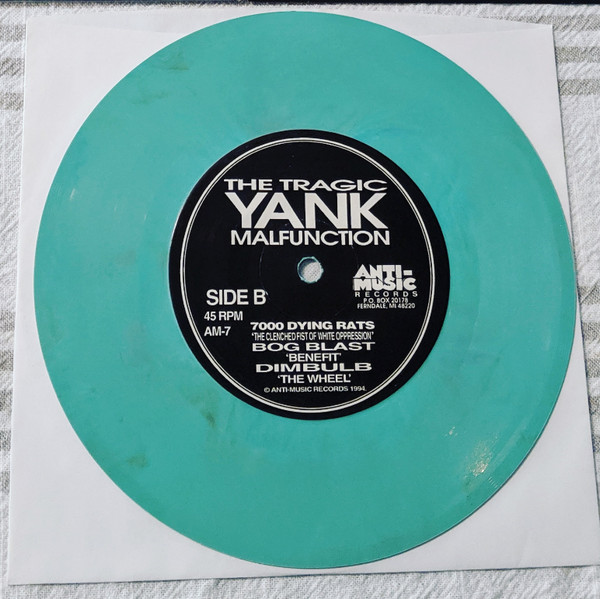 THE TRAGIC
YANK
MALFUNCTION
ANTI-
MUSIC
RECORDS
P.O. BOX 20178
FERNDALE, MI 48220
SIDE B
45 RPM
AM-7
7000 DYING RATS
'THE CLENCHED FIST OF WHITE OPPRESSION'
BOG BLAST
'BENEFIT'
DIMBULB
'THE WHEEL'
© ANTI-MUSIC RECORDS 1994.